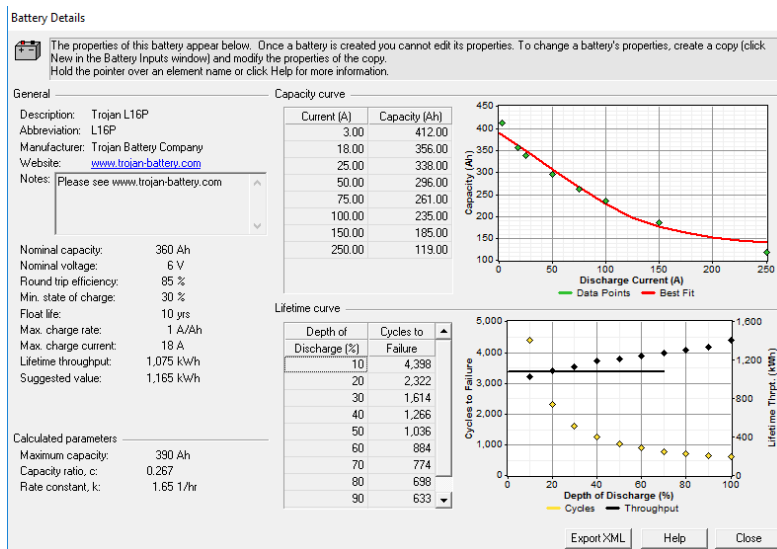 Battery Details
The properties of this battery appear below. Once a battery is created you cannot edit its properties. To change a battery's properties, create a copy (click
New in the Battery Inputs window) and modify the properties of the copy.
Hold the pointer over an element name or click Help for more information.
General
Description: Trojan L16P
Abbreviation: L16P
Manufacturer: Trojan Battery Company
Website: www.trojan-battery.com
Notes: Please see www.trojan-battery.com
Nominal capacity: 360 Ah
Nominal voltage: 6 V
Round trip efficiency: 85 %
Min. state of charge: 30 %
Float life: 10 yrs
Max. charge rate: 1 A/Ah
Max. charge current: 18 A
Lifetime throughput: 1,075 kWh
Suggested value: 1,165 kWh
Calculated parameters
Maximum capacity: 390 Ah
Capacity ratio, c: 0.267
Rate constant, k: 1.65 1/hr
Capacity curve
Current (A) Capacity (Ah)
3.00 412.00
18.00 356.00
25.00 338.00
50.00 296.00
75.00 261.00
100.00 235.00
150.00 185.00
250.00 119.00
Capacity (Ah)
450
400
350
300
250
200
150
100
0 50 100 150 200 250
Discharge Current (A)
Data Points Best Fit
Lifetime curve
Depth of Cycles to
Discharge (%) Failure
10 4,398
20 2,322
30 1,614
40 1,266
50 1,036
60 884
70 774
80 698
90 633
Cycles to Failure
5,000
4,000
3,000
2,000
1,000
0
0 20 40 60 80 100
Depth of Discharge (%)
1,600
1,200
800
400
0
Lifetime Thrpt. (kWh)
Cycles Throughput
Export XML Help Close